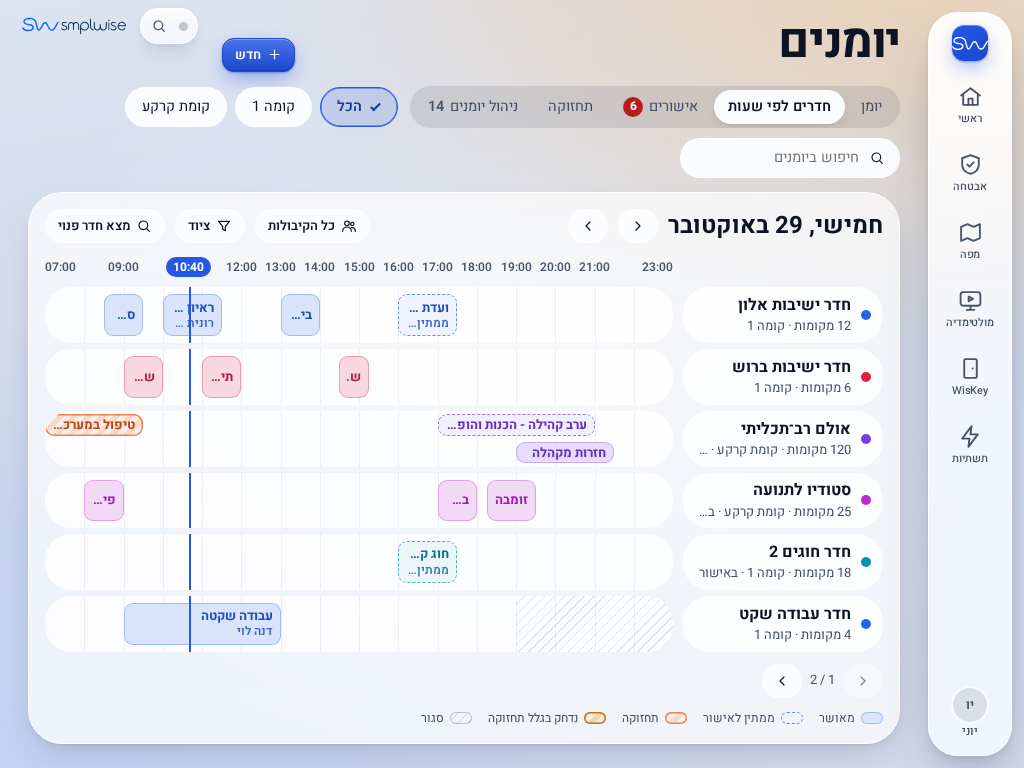 smplwise
יומנים
חדש
יומן
חדרים לפי שעות
אישורים 6
תחזוקה
ניהול יומנים 14
הכל
קומה 1
קומת קרקע
חיפוש ביומנים
ראשי
אבטחה
מפה
מולטימדיה
WisKey
תשתיות
יו
יוני
חמישי, 29 באוקטובר
כל הקיבולות
ציוד
מצא חדר פנוי
07:00 09:00 10:40 12:00 13:00 14:00 15:00 16:00 17:00 18:00 19:00 20:00 21:00 23:00
חדר ישיבות אלון
12 מקומות · קומה 1
ס...
ראיון ...
רונית ...
בי...
ועדת ...
ממתין...
חדר ישיבות ברוש
6 מקומות · קומה 1
ש...
תי...
ש.
אולם רב־תכליתי
120 מקומות · קומת קרקע · ...
טיפול במערכ...
ערב קהילה - הכנות והופ...
חזרות מקהלה
סטודיו לתנועה
25 מקומות · קומת קרקע · ב...
פי...
ב...
זומבה
חדר חוגים 2
18 מקומות · קומה 1 · באישור
חוג ק...
ממתין...
חדר עבודה שקט
4 מקומות · קומה 1
עבודה שקטה
דנה לוי
1 / 2
מאושר
ממתין לאישור
תחזוקה
נדחק בגלל תחזוקה
סגור